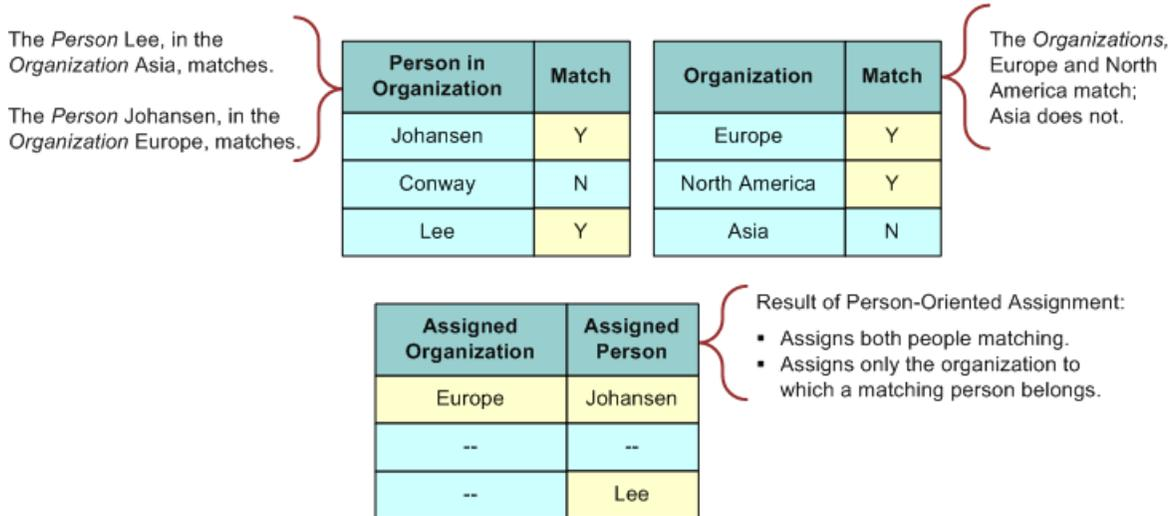 The Person Lee, in the
Organization Asia, matches.
The Person Johansen, in the
Organization Europe, matches.
Person in Organization Match
Johansen Y
Conway N
Lee Y
Organization Match
Europe Y
North America Y
Asia N
The Organizations,
Europe and North
America match;
Asia does not.
Assigned Organization Assigned Person
Europe Johansen
-- --
-- Lee
Result of Person-Oriented Assignment:
▪ Assigns both people matching.
▪ Assigns only the organization to
which a matching person belongs.